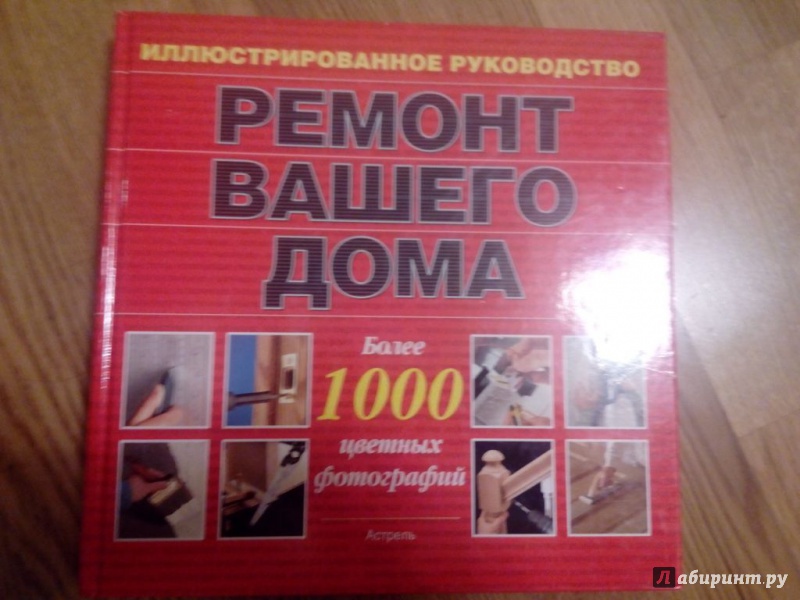 ИЛЛЮСТРИРОВАННОЕ РУКОВОДСТВО
РЕМОНТ
ВАШЕГО
ДОМА
Более
1000
цветных
фотографий
Астрель
Лабиринт.ру